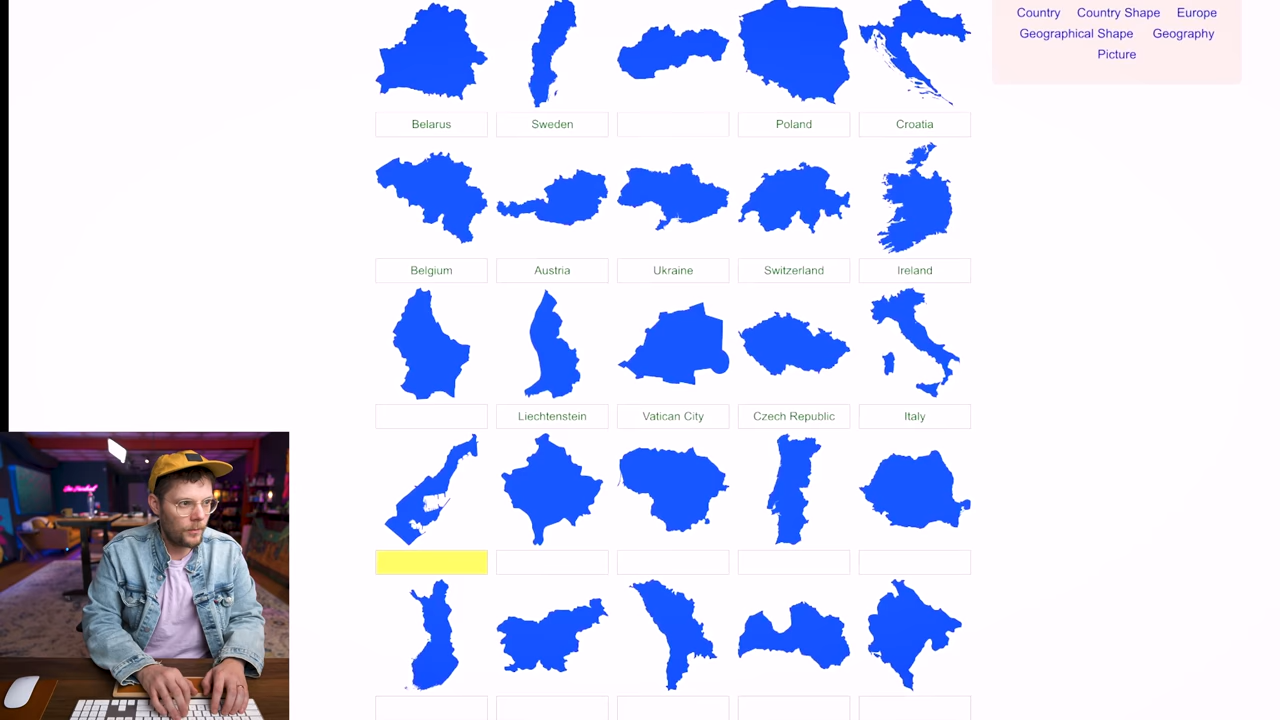 Country Country Shape Europe
Geographical Shape Geography
Picture
Belarus Sweden Poland Croatia
Belgium Austria Ukraine Switzerland Ireland
Liechtenstein Vatican City Czech Republic Italy